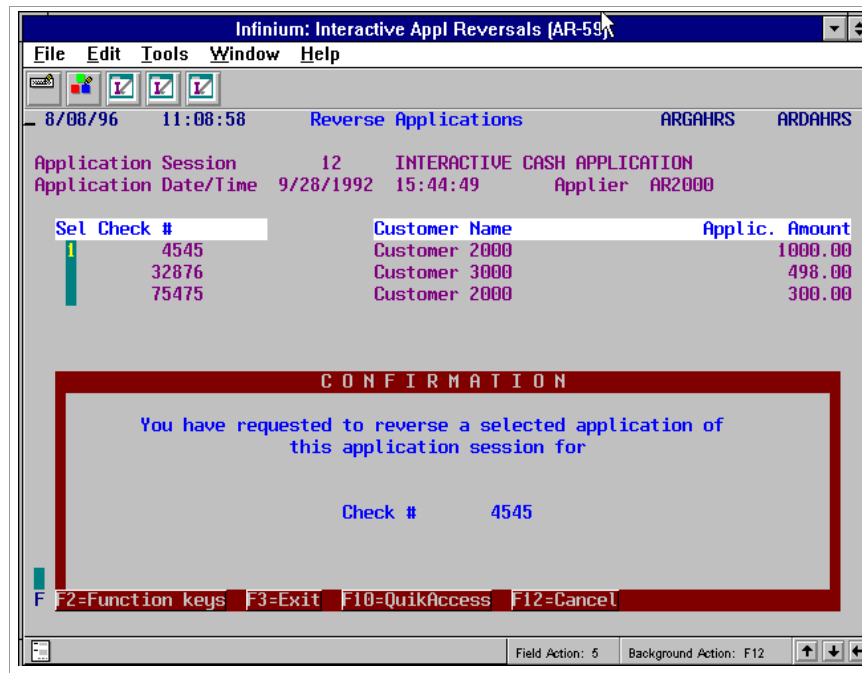 Infinium: Interactive Appl Reversals (AR-59
File Edit Tools Window Help
8/08/96 11:08:58 Reverse Applications ARGAHRS ARDAHRS
Application Session 12 INTERACTIVE CASH APPLICATION
Application Date/Time 9/28/1992 15:44:49 Applier AR2000
Sel Check # Customer Name Applic. Amount
1 4545 Customer 2000 1000.00
32876 Customer 3000 498.00
75475 Customer 2000 300.00
C O N F I R M A T I O N
You have requested to reverse a selected application of
this application session for
Check # 4545
F F2=Function keys F3=Exit F10=QuikAccess F12=Cancel
Field Action: 5 Background Action: F12